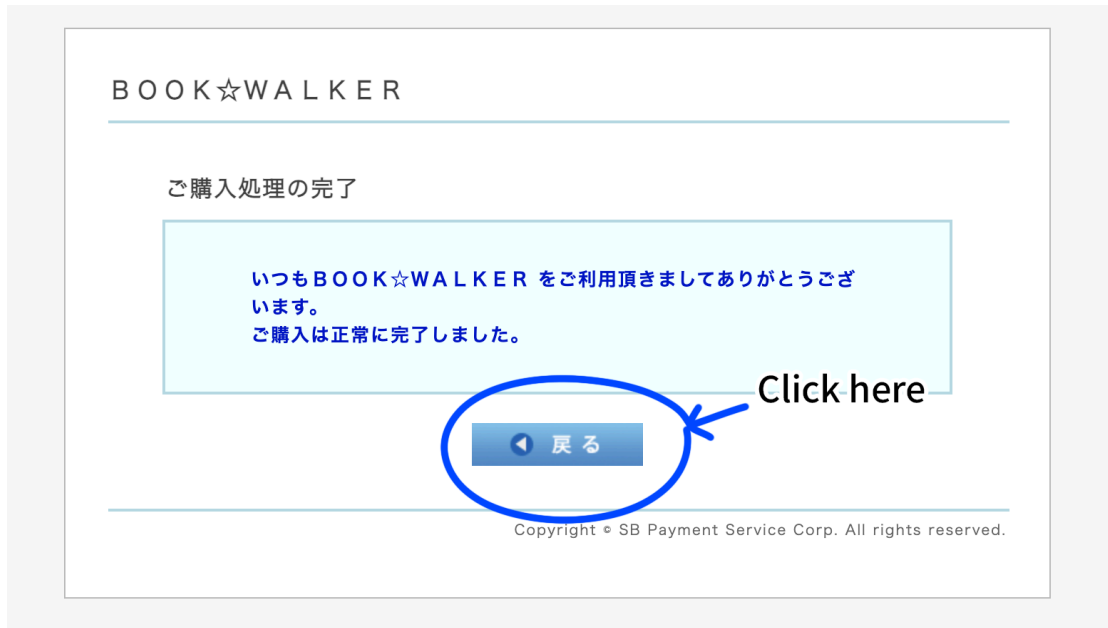 ＢＯＯＫ☆ＷＡＬＫＥＲ
ご購入処理の完了
いつもＢＯＯＫ☆ＷＡＬＫＥＲ をご利用頂きましてありがとうござ
います。
ご購入は正常に完了しました。
Click here
戻る
Copyright © SB Payment Service Corp. All rights reserved.